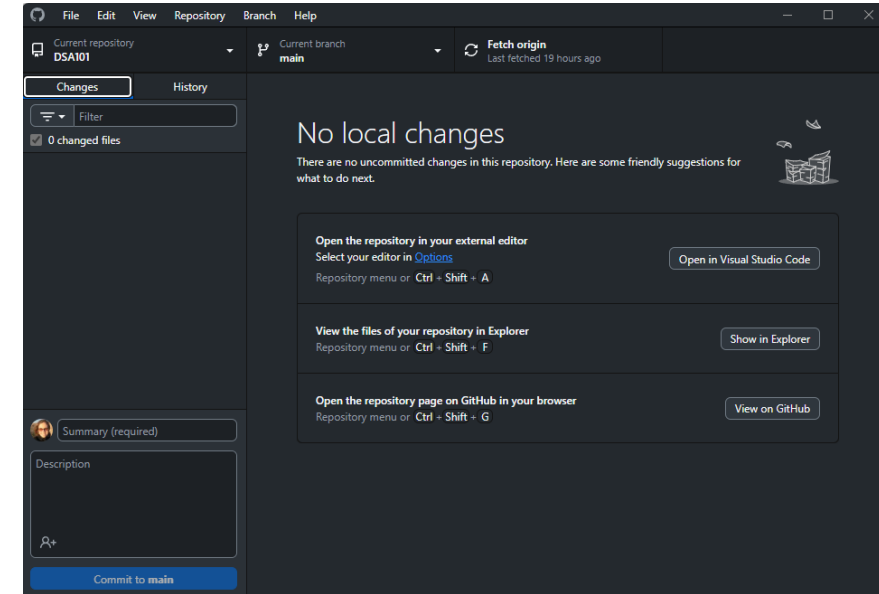 File Edit View Repository Branch Help
Current repository
DSA101
Current branch
main
Fetch origin
Last fetched 19 hours ago
Changes
History
Filter
0 changed files
No local changes
There are no uncommitted changes in this repository. Here are some friendly suggestions for
what to do next.
Open the repository in your external editor
Select your editor in Options
Repository menu or Ctrl + Shift + A
Open in Visual Studio Code
View the files of your repository in Explorer
Repository menu or Ctrl + Shift + F
Show in Explorer
Open the repository page on GitHub in your browser
Repository menu or Ctrl + Shift + G
View on GitHub
Summary (required)
Description
Commit to main